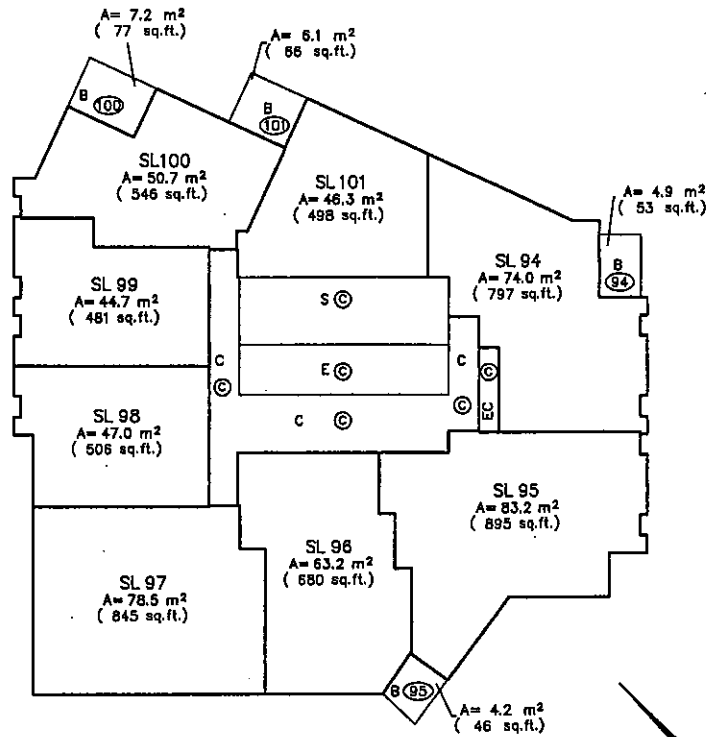 A= 7.2 m²
( 77 sq.ft.)
A= 6.1 m²
( 66 sq.ft.)
B 100
B
101
SL100
A= 50.7 m²
( 546 sq.ft.)
SL101
A= 46.3 m²
( 498 sq.ft.)
A= 4.9 m²
( 53 sq.ft.)
SL 94
A= 74.0 m²
( 797 sq.ft.)
B
94
SL 99
A= 44.7 m²
( 481 sq.ft.)
S C
C
C
E C
C
C
C
EC
C C
SL 98
A= 47.0 m²
( 506 sq.ft.)
SL 95
A= 83.2 m²
( 895 sq.ft.)
SL 96
A= 63.2 m²
( 680 sq.ft.)
SL 97
A= 78.5 m²
( 845 sq.ft.)
B 95
A= 4.2 m²
( 46 sq.ft.)